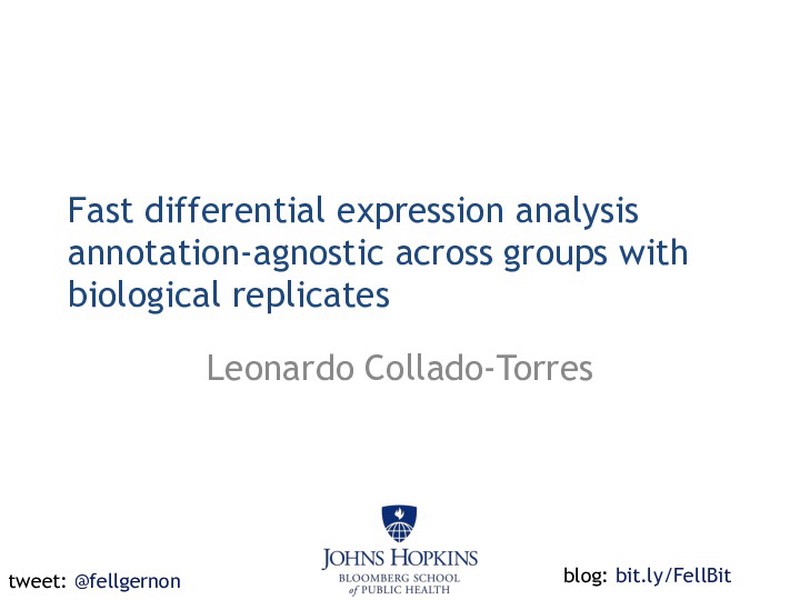 Fast differential expression analysis
annotation-agnostic across groups with
biological replicates
Leonardo Collado-Torres
JOHNS HOPKINS
BLOOMBERG SCHOOL
of PUBLIC HEALTH
tweet: @fellgernon
blog: bit.ly/FellBit